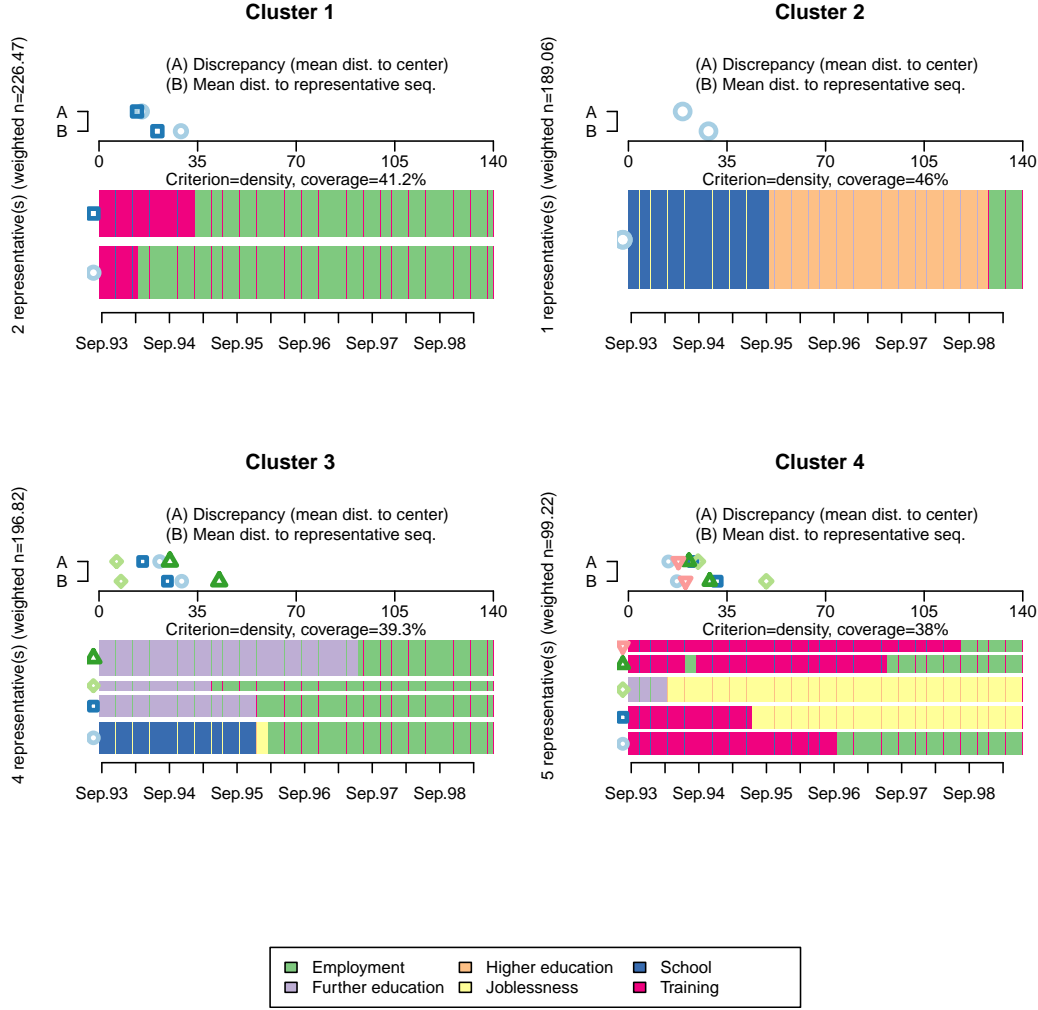 Cluster 1
2 representative(s) (weighted n=226.47)
(A) Discrepancy (mean dist. to center)
(B) Mean dist. to representative seq.
A
B
0 35 70 105 140
Criterion=density, coverage=41.2%
Sep.93 Sep.94 Sep.95 Sep.96 Sep.97 Sep.98
Cluster 2
1 representative(s) (weighted n=189.06)
(A) Discrepancy (mean dist. to center)
(B) Mean dist. to representative seq.
A
B
0 35 70 105 140
Criterion=density, coverage=46%
Sep.93 Sep.94 Sep.95 Sep.96 Sep.97 Sep.98
Cluster 3
4 representative(s) (weighted n=196.82)
(A) Discrepancy (mean dist. to center)
(B) Mean dist. to representative seq.
A
B
0 35 70 105 140
Criterion=density, coverage=39.3%
Sep.93 Sep.94 Sep.95 Sep.96 Sep.97 Sep.98
Cluster 4
5 representative(s) (weighted n=99.22)
(A) Discrepancy (mean dist. to center)
(B) Mean dist. to representative seq.
A
B
0 35 70 105 140
Criterion=density, coverage=38%
Sep.93 Sep.94 Sep.95 Sep.96 Sep.97 Sep.98
Employment Higher education School
Further education Joblessness Training